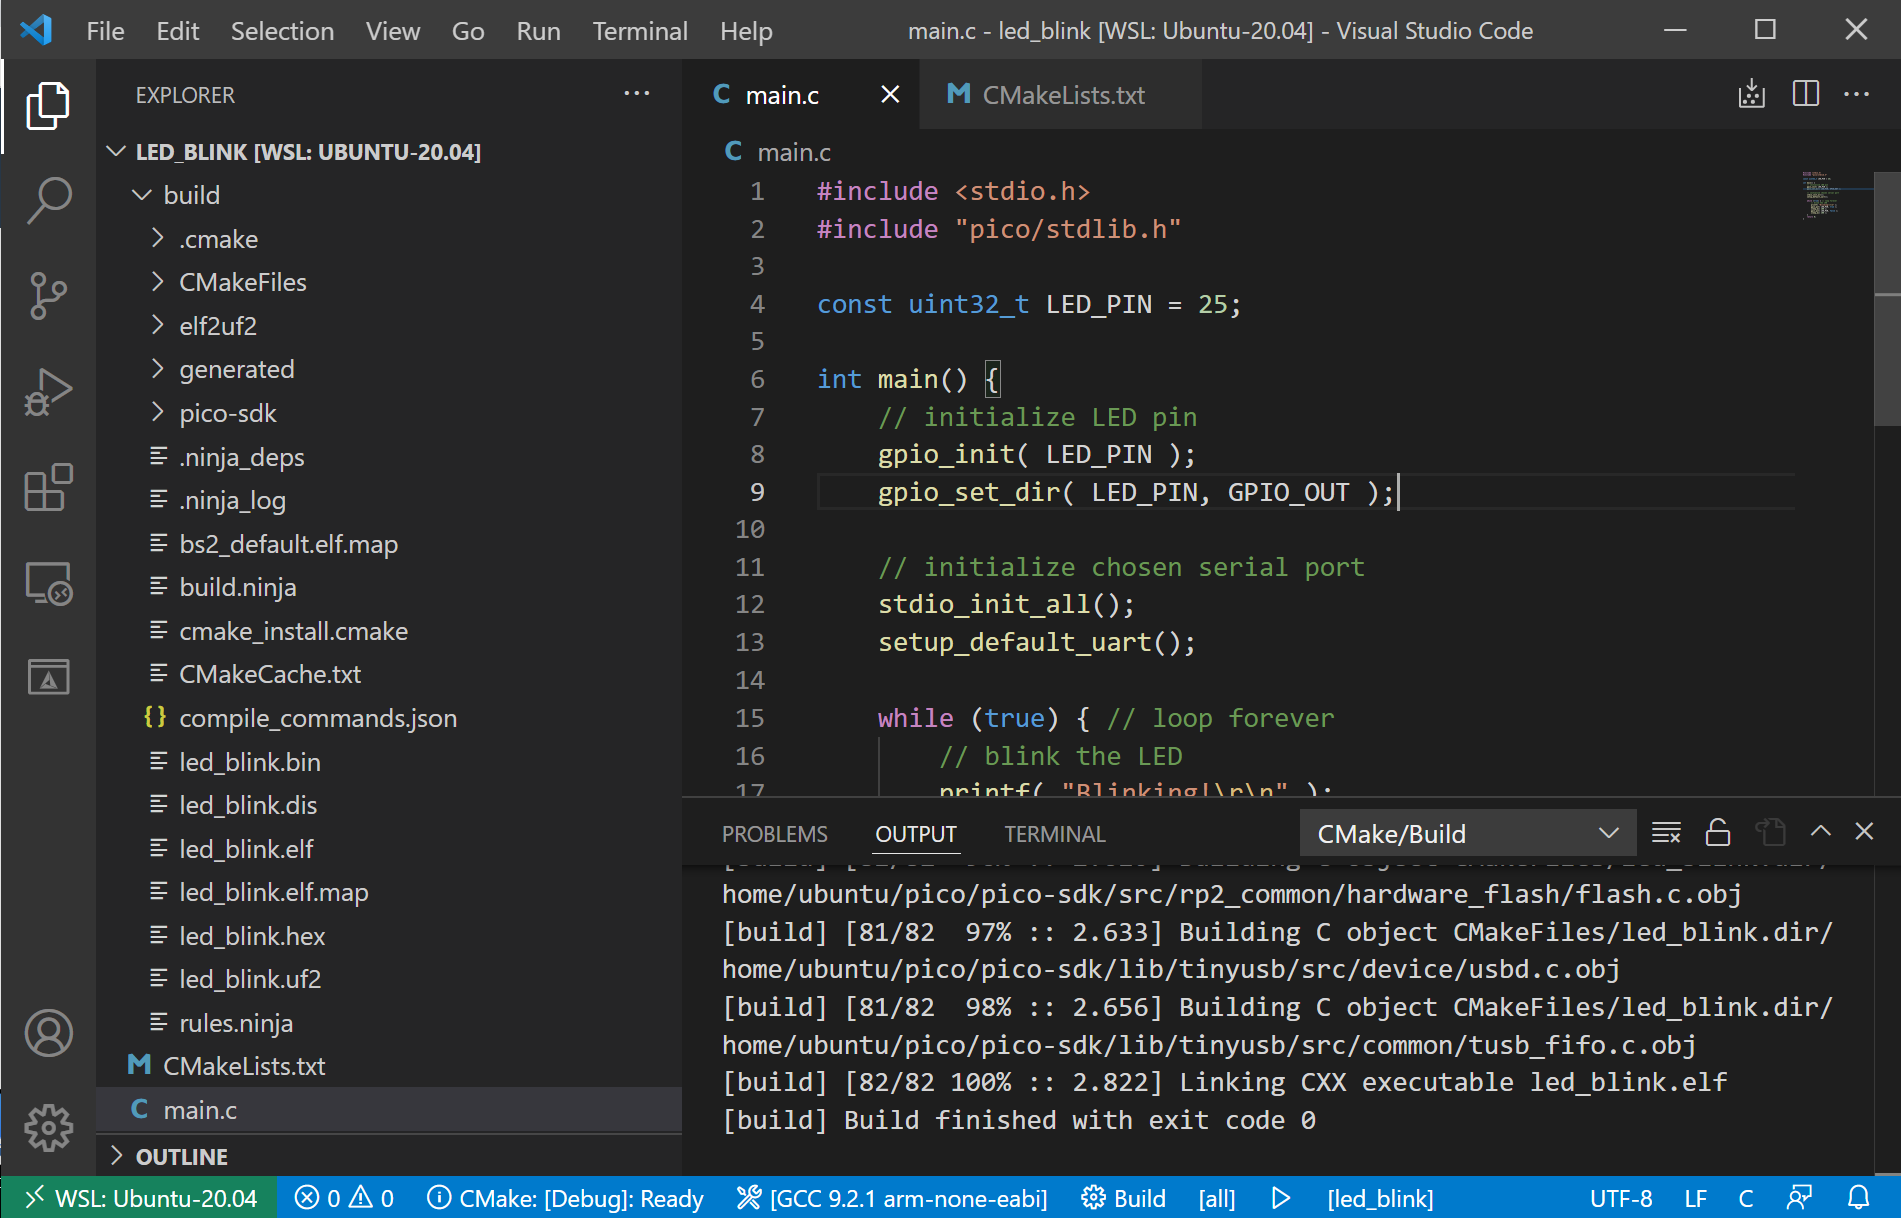 File Edit Selection View Go Run Terminal Help main.c - led_blink [WSL: Ubuntu-20.04] - Visual Studio Code
EXPLORER
LED_BLINK [WSL: UBUNTU-20.04]
build
.cmake
CMakeFiles
elf2uf2
generated
pico-sdk
.ninja_deps
.ninja_log
bs2_default.elf.map
build.ninja
cmake_install.cmake
CMakeCache.txt
{} compile_commands.json
led_blink.bin
led_blink.dis
led_blink.elf
led_blink.elf.map
led_blink.hex
led_blink.uf2
rules.ninja
M CMakeLists.txt
C main.c
OUTLINE
C main.c M CMakeLists.txt
C main.c
1 #include <stdio.h>
2 #include "pico/stdlib.h"
3
4 const uint32_t LED_PIN = 25;
5
6 int main() {
7 // initialize LED pin
8 gpio_init( LED_PIN );
9 gpio_set_dir( LED_PIN, GPIO_OUT );
10
11 // initialize chosen serial port
12 stdio_init_all();
13 setup_default_uart();
14
15 while (true) { // loop forever
16 // blink the LED
17 printf( "Blinking!\r\n" );
PROBLEMS OUTPUT TERMINAL CMake/Build
home/ubuntu/pico/pico-sdk/src/rp2_common/hardware_flash/flash.c.obj
[build] [81/82  97% :: 2.633] Building C object CMakeFiles/led_blink.dir/
home/ubuntu/pico/pico-sdk/lib/tinyusb/src/device/usbd.c.obj
[build] [81/82  98% :: 2.656] Building C object CMakeFiles/led_blink.dir/
home/ubuntu/pico/pico-sdk/lib/tinyusb/src/common/tusb_fifo.c.obj
[build] [82/82 100% :: 2.822] Linking CXX executable led_blink.elf
[build] Build finished with exit code 0
WSL: Ubuntu-20.04 0 0 CMake: [Debug]: Ready [GCC 9.2.1 arm-none-eabi] Build [all] [led_blink] UTF-8 LF C